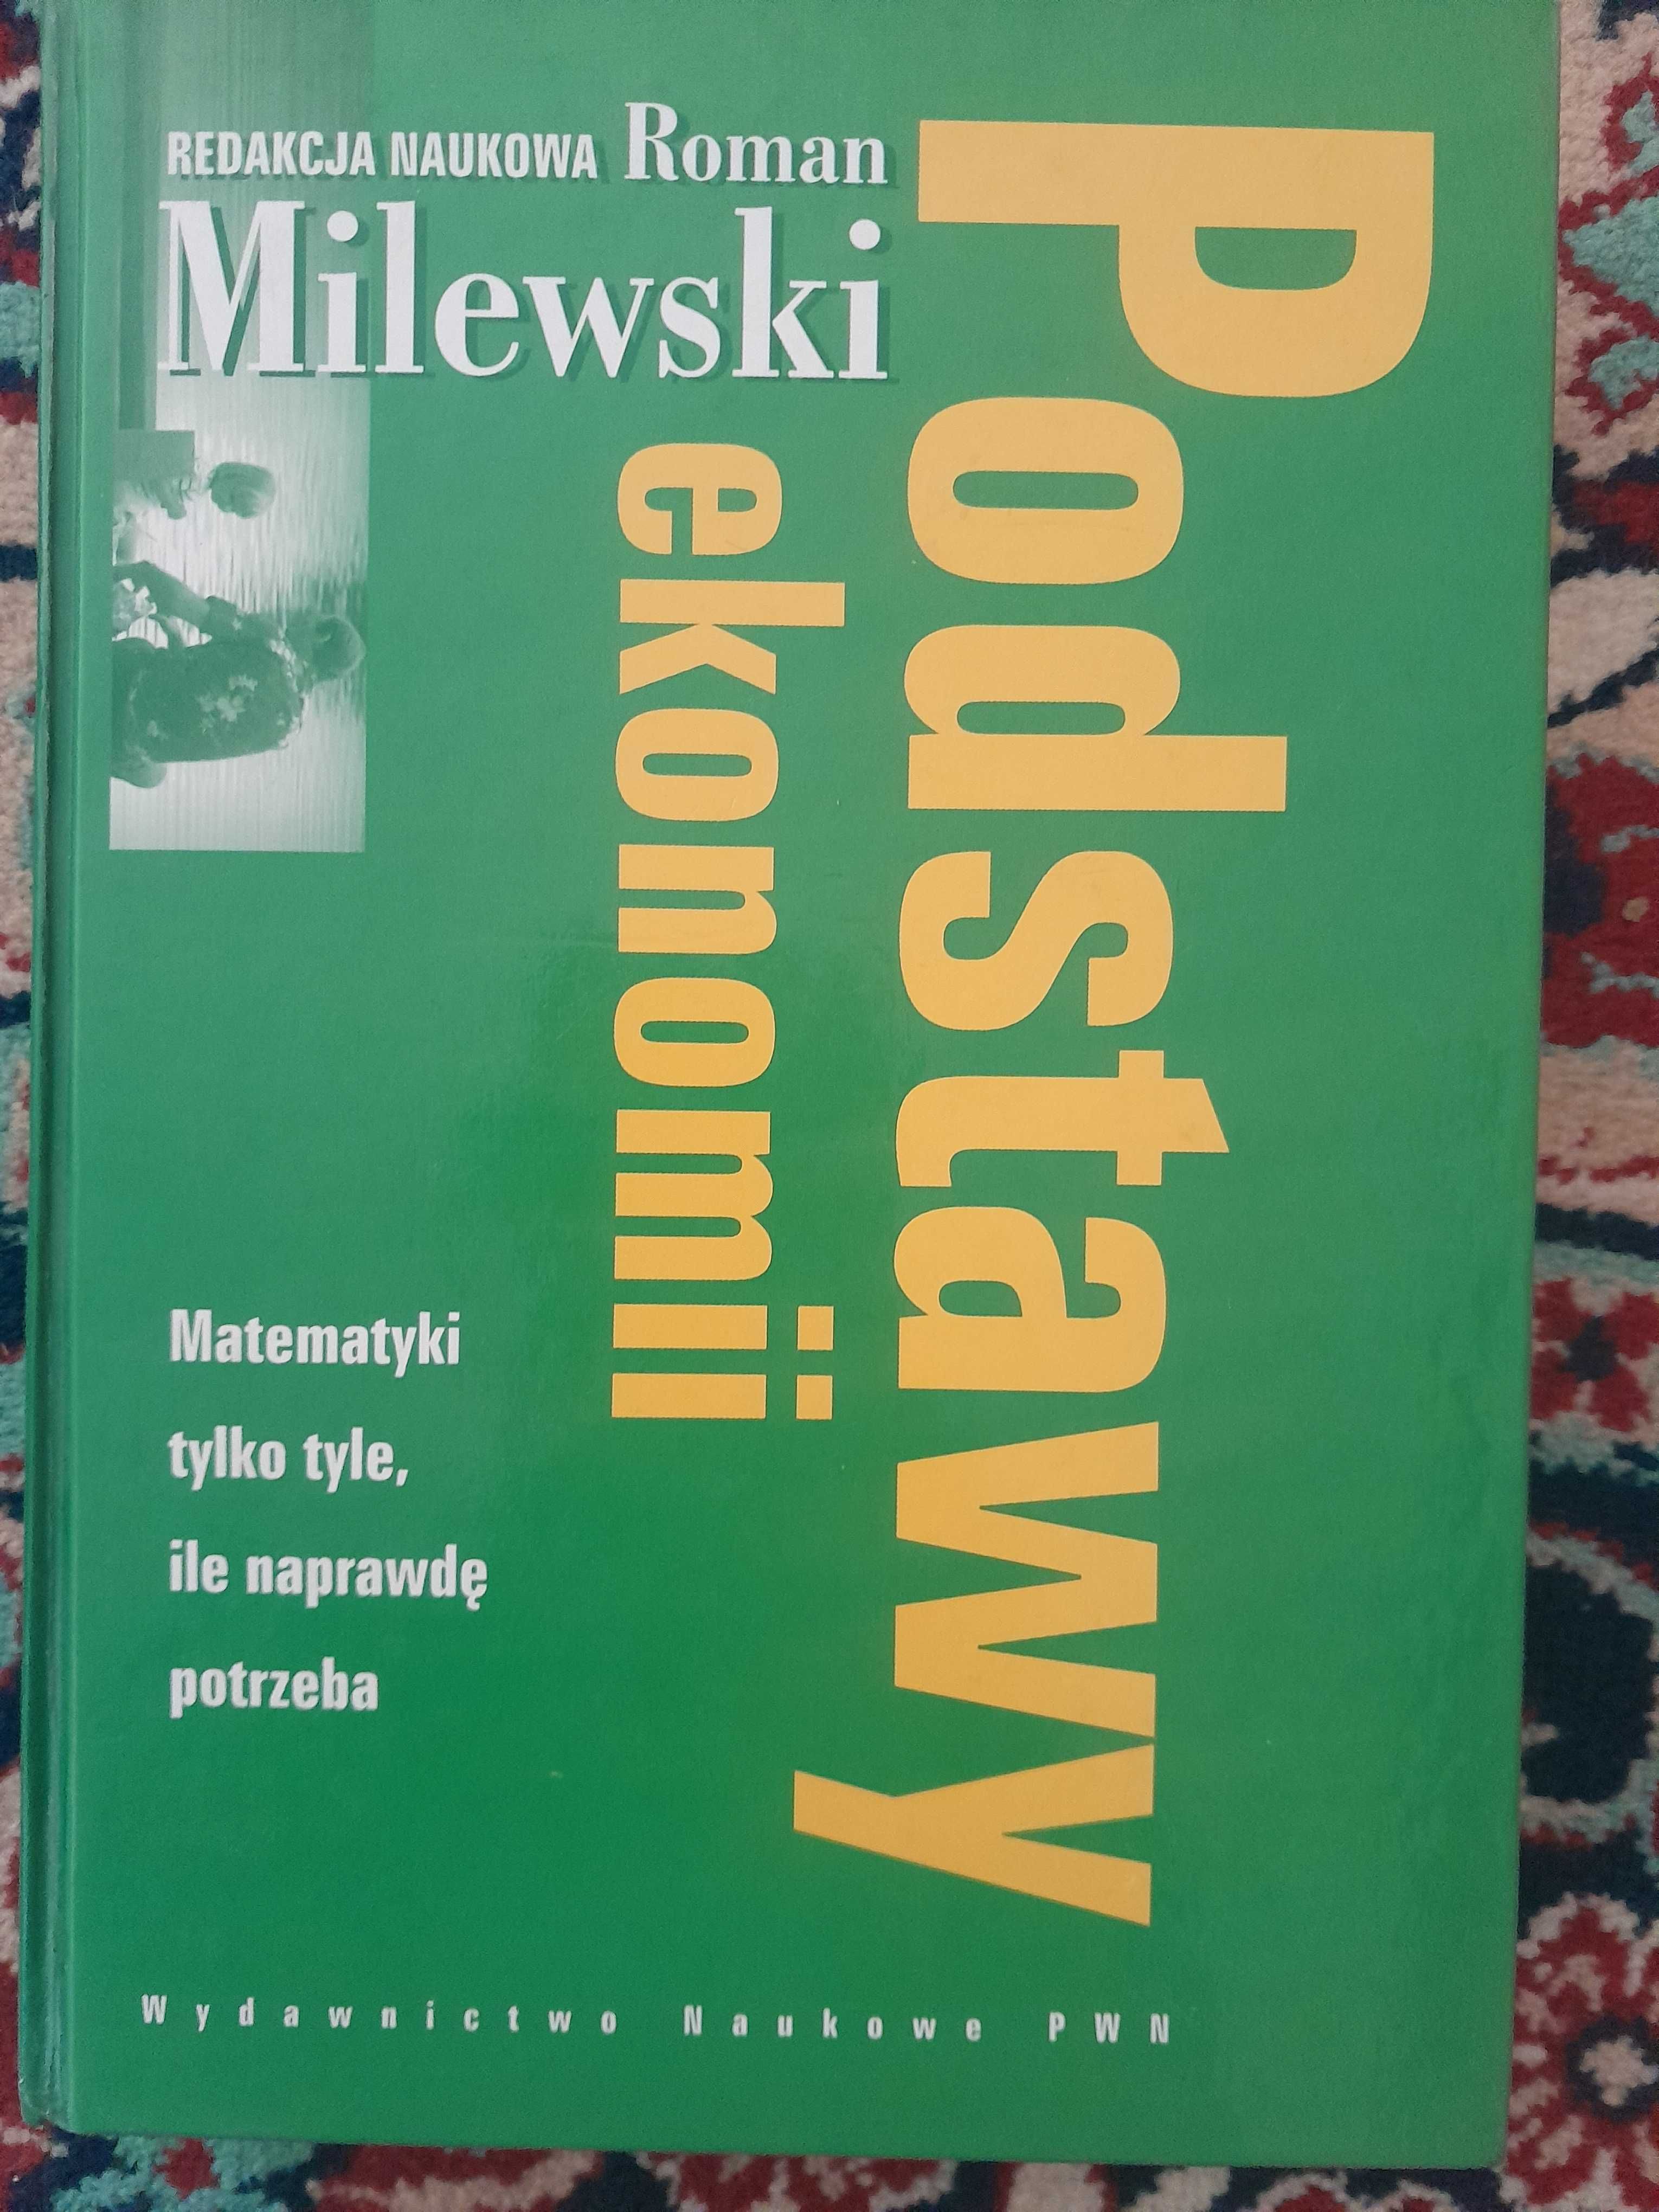 REDAKCJA NAUKOWA Roman
Milewski
Podstawy
ekonomii
Matematyki
tylko tyle,
ile naprawdę
potrzeba
Wydawnictwo Naukowe PWN